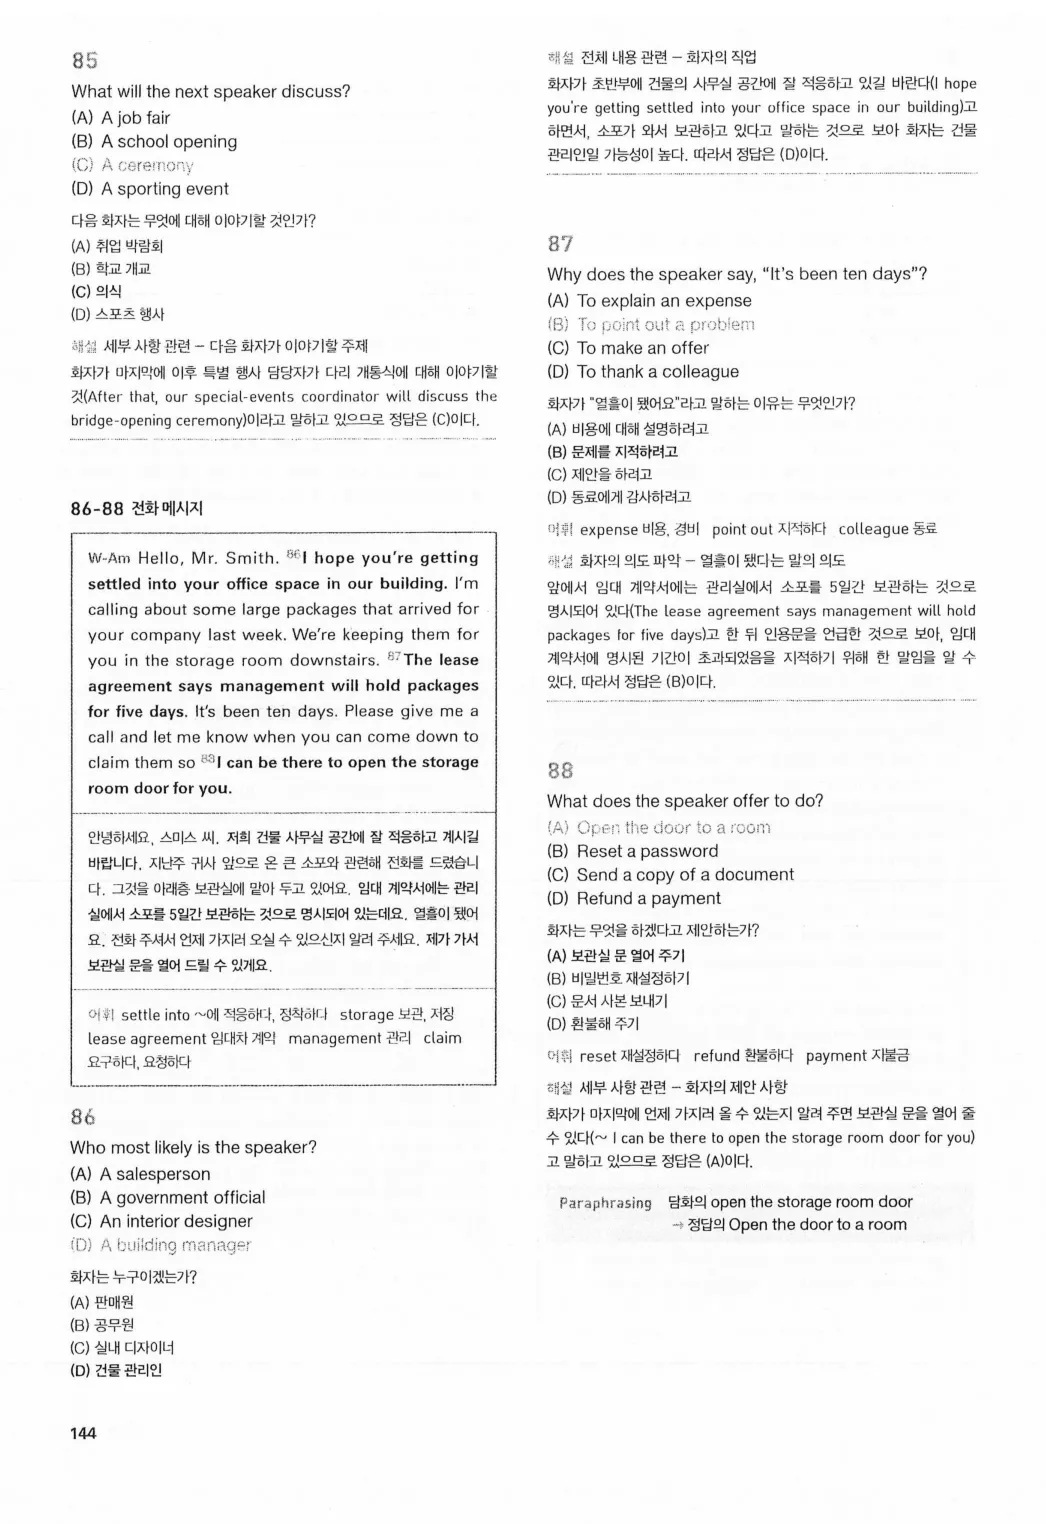 85
What will the next speaker discuss?
(A) A job fair
(B) A school opening
(C) A ceremony
(D) A sporting event
다음 화자는 무엇에 대해 이야기할 것인가?
(A) 취업 박람회
(B) 학교 개교
(C) 의식
(D) 스포츠 행사
해설 세부 사항 관련 – 다음 화자가 이야기할 주제
화자가 마지막에 이후 특별 행사 담당자가 다리 개통식에 대해 이야기할
것(After that, our special-events coordinator will discuss the
bridge-opening ceremony)이라고 말하고 있으므로 정답은 (C)이다.
86-88 전화 메시지
W-Am Hello, Mr. Smith. 86I hope you're getting
settled into your office space in our building. I'm
calling about some large packages that arrived for
your company last week. We're keeping them for
you in the storage room downstairs. 87The lease
agreement says management will hold packages
for five days. It's been ten days. Please give me a
call and let me know when you can come down to
claim them so 88I can be there to open the storage
room door for you.
안녕하세요, 스미스 씨. 저희 건물 사무실 공간에 잘 적응하고 계시길
바랍니다. 지난주 귀사 앞으로 온 큰 소포와 관련해 전화를 드렸습니
다. 그것을 아래층 보관실에 맡아 두고 있어요. 임대 계약서에는 관리
실에서 소포를 5일간 보관하는 것으로 명시되어 있는데요. 열흘이 됐어
요. 전화 주셔서 언제 가지러 오실 수 있으신지 알려 주세요. 제가 가서
보관실 문을 열어 드릴 수 있게요.
어휘 settle into ~에 적응하다, 정착하다 storage 보관, 저장
lease agreement 임대차 계약 management 관리 claim
요구하다, 요청하다
86
Who most likely is the speaker?
(A) A salesperson
(B) A government official
(C) An interior designer
(D) A building manager
화자는 누구이겠는가?
(A) 판매원
(B) 공무원
(C) 실내 디자이너
(D) 건물 관리인
144
해설 전체 내용 관련 – 화자의 직업
화자가 초반부에 건물의 사무실 공간에 잘 적응하고 있길 바란다(I hope
you're getting settled into your office space in our building)고
하면서, 소포가 와서 보관하고 있다고 말하는 것으로 보아 화자는 건물
관리인일 가능성이 높다. 따라서 정답은 (D)이다.
87
Why does the speaker say, “It's been ten days”?
(A) To explain an expense
(B) To point out a problem
(C) To make an offer
(D) To thank a colleague
화자가 "열흘이 됐어요"라고 말하는 이유는 무엇인가?
(A) 비용에 대해 설명하려고
(B) 문제를 지적하려고
(C) 제안을 하려고
(D) 동료에게 감사하려고
어휘 expense 비용, 경비 point out 지적하다 colleague 동료
해설 화자의 의도 파악 – 열흘이 됐다는 말의 의도
앞에서 임대 계약서에는 관리실에서 소포를 5일간 보관하는 것으로
명시되어 있다(The lease agreement says management will hold
packages for five days)고 한 뒤 인용문을 언급한 것으로 보아, 임대
계약서에 명시된 기간이 초과되었음을 지적하기 위해 한 말임을 알 수
있다. 따라서 정답은 (B)이다.
88
What does the speaker offer to do?
(A) Open the door to a room
(B) Reset a password
(C) Send a copy of a document
(D) Refund a payment
화자는 무엇을 하겠다고 제안하는가?
(A) 보관실 문 열어 주기
(B) 비밀번호 재설정하기
(C) 문서 사본 보내기
(D) 환불해 주기
어휘 reset 재설정하다 refund 환불하다 payment 지불금
해설 세부 사항 관련 – 화자의 제안 사항
화자가 마지막에 언제 가지러 올 수 있는지 알려 주면 보관실 문을 열어 줄
수 있다(~ I can be there to open the storage room door for you)
고 말하고 있으므로 정답은 (A)이다.
Paraphrasing 담화의 open the storage room door
→ 정답의 Open the door to a room